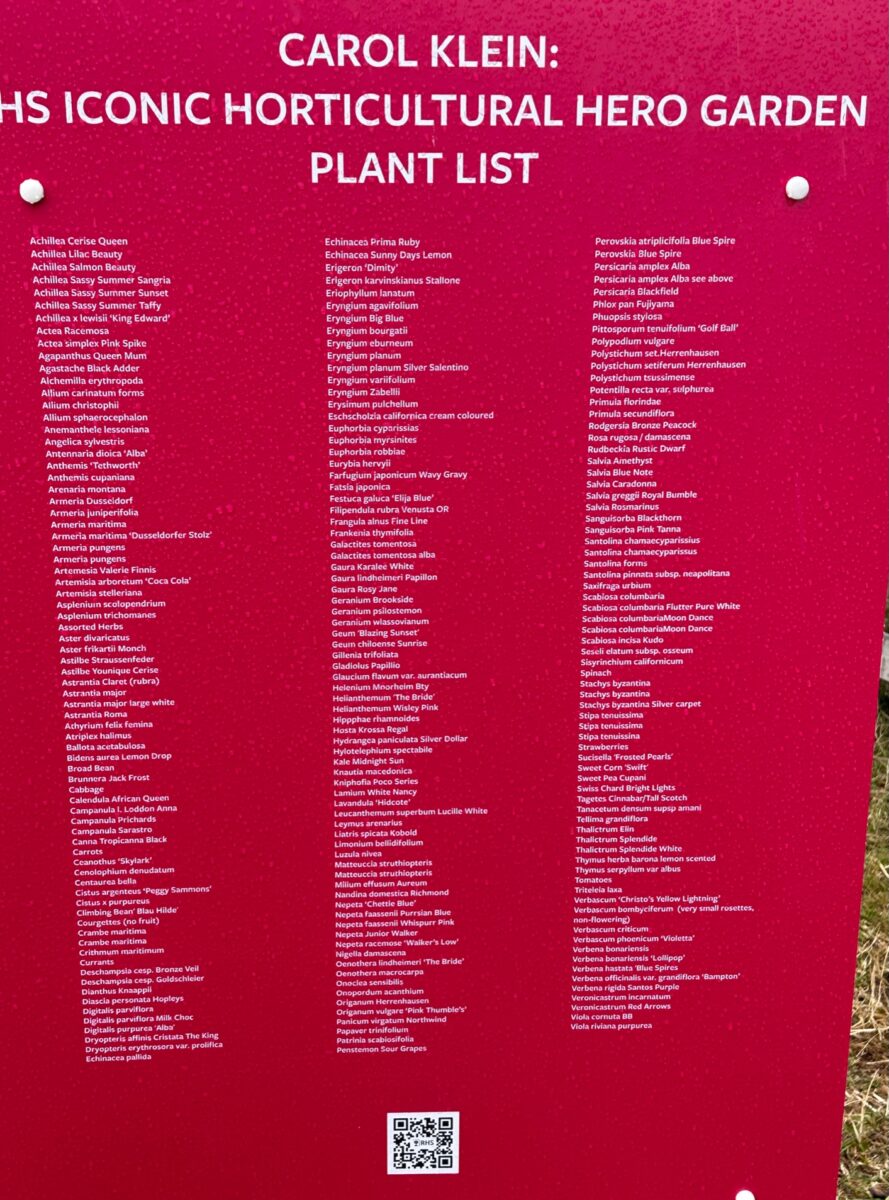 CAROL KLEIN:
HS ICONIC HORTICULTURAL HERO GARDEN
PLANT LIST
Achillea Cerise Queen
Achillea Lilac Beauty
Achillea Salmon Beauty
Achillea Sassy Summer Sangria
Achillea Sassy Summer Sunset
Achillea Sassy Summer Taffy
Achillea x lewisii 'King Edward'
Actea Racemosa
Actea simplex Pink Spike
Agapanthus Queen Mum
Agastache Black Adder
Alchemilla erythropoda
Allium carinatum forms
Allium christophii
Allium sphaerocephalon
Anemanthele lessoniana
Angelica sylvestris
Antennaria dioica 'Alba'
Anthemis 'Tethworth'
Anthemis cupaniana
Arenaria montana
Armeria Dusseldorf
Armeria juniperifolia
Armeria maritima
Armeria maritima 'Dusseldorfer Stolz'
Armeria pungens
Armeria pungens
Artemesia Valerie Finnis
Artemisia arboretum 'Coca Cola'
Artemisia stelleriana
Asplenium scolopendrium
Asplenium trichomanes
Assorted Herbs
Aster divaricatus
Aster frikartii Monch
Astilbe Straussenfeder
Astilbe Younique Cerise
Astrantia Claret (rubra)
Astrantia major
Astrantia major large white
Astrantia Roma
Athyrium felix femina
Atriplex halimus
Ballota acetabulosa
Bidens aurea Lemon Drop
Broad Bean
Brunnera Jack Frost
Cabbage
Calendula African Queen
Campanula l. Loddon Anna
Campanula Prichards
Campanula Sarastro
Canna Tropicanna Black
Carrots
Ceanothus 'Skylark'
Cenolophium denudatum
Centaurea bella
Cistus argenteus 'Peggy Sammons'
Cistus x purpureus
Climbing Bean' Blau Hilde'
Courgettes (no fruit)
Crambe maritima
Crambe maritima
Crithmum maritimum
Currants
Deschampsia cesp. Bronze Veil
Deschampsia cesp. Goldschleier
Dianthus Knaappii
Diascia personata Hopleys
Digitalis parviflora
Digitalis parviflora Milk Choc
Digitalis purpurea 'Alba'
Dryopteris affinis Cristata The King
Dryopteris erythrosora var. prolifica
Echinacea pallida
Echinacea Prima Ruby
Echinacea Sunny Days Lemon
Erigeron 'Dimity'
Erigeron karvinskianus Stallone
Eriophyllum lanatum
Eryngium agavifolium
Eryngium Big Blue
Eryngium bourgatii
Eryngium eburneum
Eryngium planum
Eryngium planum Silver Salentino
Eryngium variifolium
Eryngium Zabellii
Erysimum pulchellum
Eschscholzia californica cream coloured
Euphorbia cyparissias
Euphorbia myrsinites
Euphorbia robbiae
Eurybia hervyii
Farfugium japonicum Wavy Gravy
Fatsia japonica
Festuca galuca 'Elija Blue'
Filipendula rubra Venusta OR
Frangula alnus Fine Line
Frankenia thymifolia
Galactites tomentosa
Galactites tomentosa alba
Gaura Karalee White
Gaura lindheimeri Papillon
Gaura Rosy Jane
Geranium Brookside
Geranium psilostemon
Geranium wlassovianum
Geum 'Blazing Sunset'
Geum chiloense Sunrise
Gillenia trifoliata
Gladiolus Papillio
Glaucium flavum var. aurantiacum
Helenium Moorheim Bty
Helianthemum 'The Bride'
Helianthemum Wisley Pink
Hippphae rhamnoides
Hosta Krossa Regal
Hydrangea paniculata Silver Dollar
Hylotelephium spectabile
Kale Midnight Sun
Knautia macedonica
Kniphofia Poco Series
Lamium White Nancy
Lavandula 'Hidcote'
Leucanthemum superbum Lucille White
Leymus arenarius
Liatris spicata Kobold
Limonium bellidifolium
Luzula nivea
Matteuccia struthiopteris
Matteuccia struthiopteris
Milium effusum Aureum
Nandina domestica Richmond
Nepeta 'Chettie Blue'
Nepeta faassenii Purrsian Blue
Nepeta faassenii Whispurr Pink
Nepeta Junior Walker
Nepeta racemose 'Walker's Low'
Nigella damascena
Oenothera lindheimeri 'The Bride'
Oenothera macrocarpa
Onoclea sensibilis
Onopordum acanthium
Origanum Herrenhausen
Origanum vulgare 'Pink Thumble's'
Panicum virgatum Northwind
Papaver trinifolium
Patrinia scabiosifolia
Penstemon Sour Grapes
Perovskia atriplicifolia Blue Spire
Perovskia Blue Spire
Persicaria amplex Alba
Persicaria amplex Alba see above
Persicaria Blackfield
Phlox pan Fujiyama
Phuopsis stylosa
Pittosporum tenuifolium 'Golf Ball'
Polypodium vulgare
Polystichum set.Herrenhausen
Polystichum setiferum Herrenhausen
Polystichum tsussimense
Potentilla recta var. sulphurea
Primula florindae
Primula secundiflora
Rodgersia Bronze Peacock
Rosa rugosa / damascena
Rudbeckia Rustic Dwarf
Salvia Amethyst
Salvia Blue Note
Salvia Caradonna
Salvia greggii Royal Bumble
Salvia Rosmarinus
Sanguisorba Blackthorn
Sanguisorba Pink Tanna
Santolina chamaecyparissius
Santolina chamaecyparissus
Santolina forms
Santolina pinnata subsp. neapolitana
Saxifraga urbium
Scabiosa columbaria
Scabiosa columbaria Flutter Pure White
Scabiosa columbariaMoon Dance
Scabiosa columbariaMoon Dance
Scabiosa incisa Kudo
Seseli elatum subsp. osseum
Sisyrinchium californicum
Spinach
Stachys byzantina
Stachys byzantina
Stachys byzantina Silver carpet
Stipa tenuissima
Stipa tenuissima
Stipa tenuissina
Strawberries
Sucisella 'Frosted Pearls'
Sweet Corn 'Swift'
Sweet Pea Cupani
Swiss Chard Bright Lights
Tagetes Cinnabar/Tall Scotch
Tanacetum densum supsp amani
Tellima grandiflora
Thalictrum Elin
Thalictrum Splendide
Thalictrum Splendide White
Thymus herba barona lemon scented
Thymus serpyllum var albus
Tomatoes
Triteleia laxa
Verbascum 'Christo's Yellow Lightning'
Verbascum bombyciferum (very small rosettes,
non-flowering)
Verbascum criticum
Verbascum phoenicum 'Violetta'
Verbena bonariensis
Verbena bonariensis 'Lollipop'
Verbena hastata 'Blue Spires
Verbena officinalis var. grandiflora 'Bampton'
Verbena rigida Santos Purple
Veronicastrum incarnatum
Veronicastrum Red Arrows
Viola cornuta BB
Viola riviana purpurea
RHS